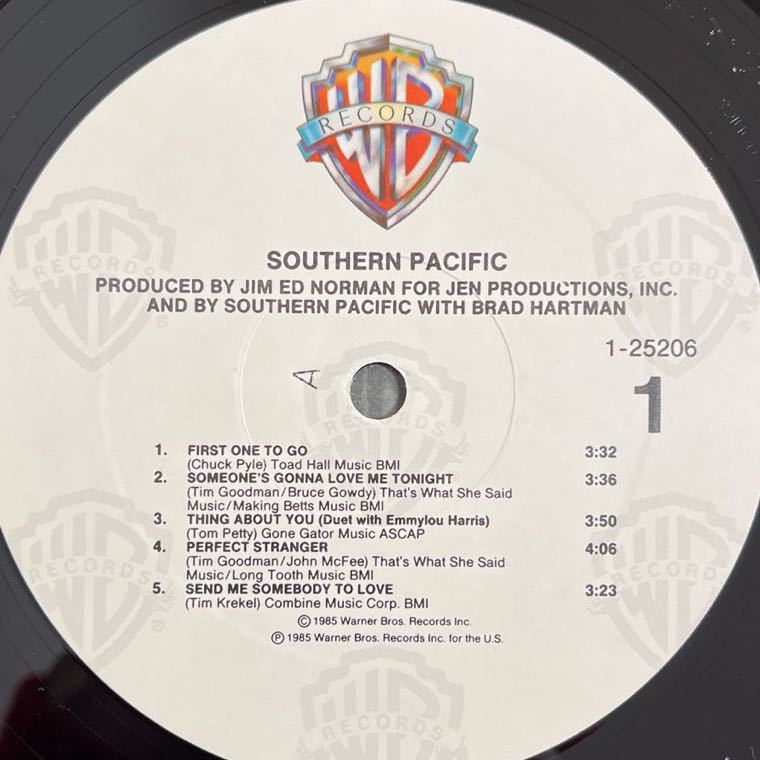 WB
RECORDS
SOUTHERN PACIFIC
PRODUCED BY JIM ED NORMAN FOR JEN PRODUCTIONS, INC.
AND BY SOUTHERN PACIFIC WITH BRAD HARTMAN
1-25206
A
1
1. FIRST ONE TO GO 3:32
(Chuck Pyle) Toad Hall Music BMI
2. SOMEONE'S GONNA LOVE ME TONIGHT 3:36
(Tim Goodman/Bruce Gowdy) That's What She Said
Music/Making Betts Music BMI
3. THING ABOUT YOU (Duet with Emmylou Harris) 3:50
(Tom Petty) Gone Gator Music ASCAP
4. PERFECT STRANGER 4:06
(Tim Goodman/John McFee) That's What She Said
Music/Long Tooth Music BMI
5. SEND ME SOMEBODY TO LOVE 3:23
(Tim Krekel) Combine Music Corp. BMI
© 1985 Warner Bros. Records Inc.
℗ 1985 Warner Bros. Records Inc. for the U.S.